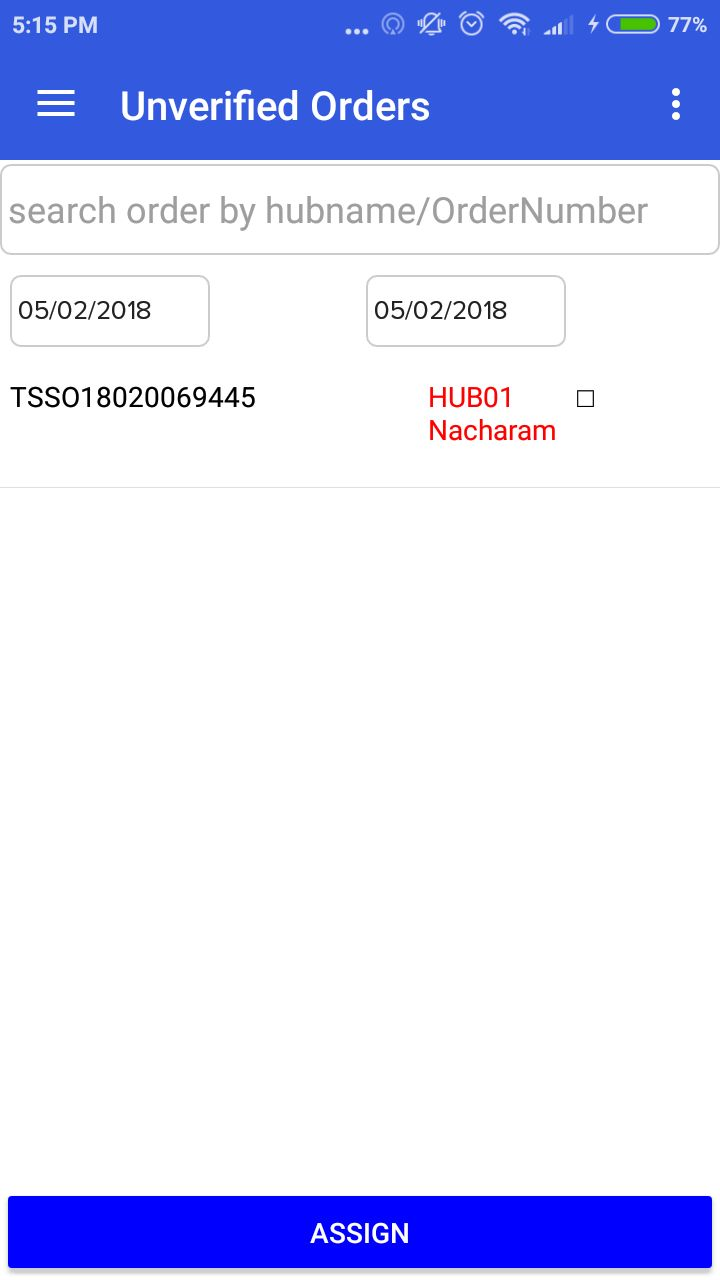 5:15 PM
77%
Unverified Orders
search order by hubname/OrderNumber
05/02/2018 05/02/2018
TSSO18020069445 HUB01
Nacharam
ASSIGN